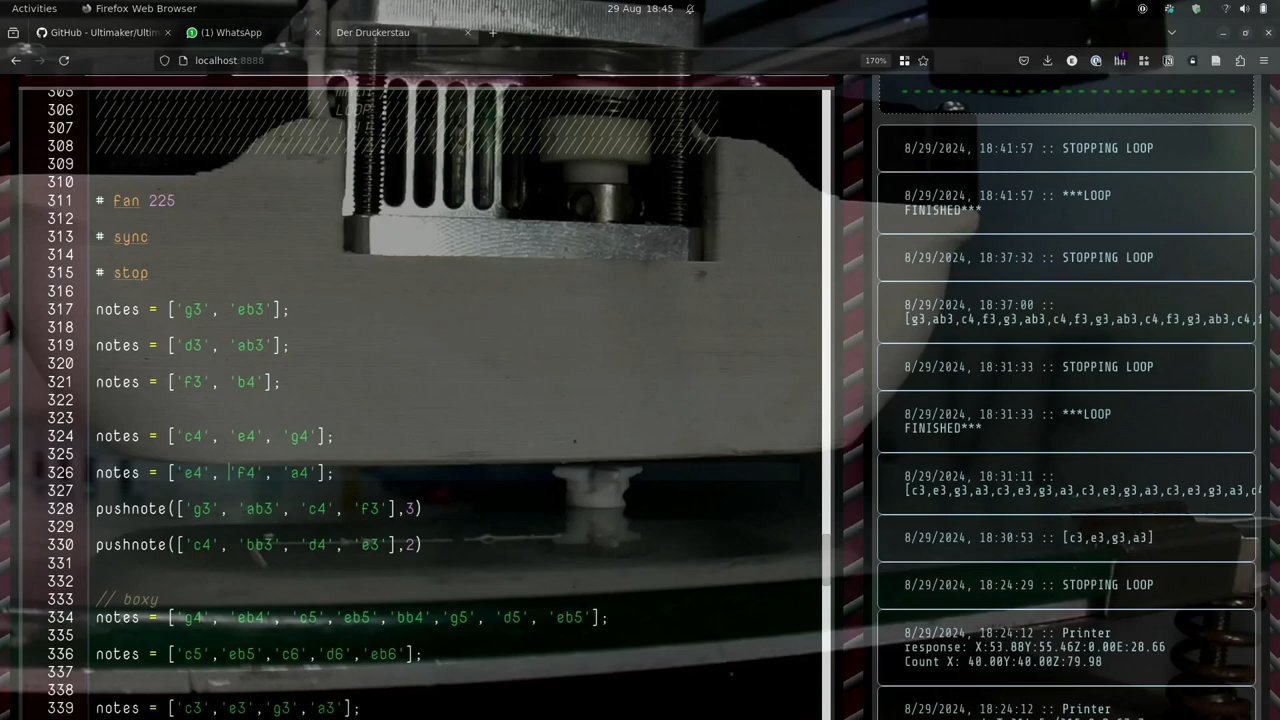 Activities
Firefox Web Browser
29 Aug 18:45
GitHub - Ultimaker/Ultim
(1) WhatsApp
Der Druckerstau
localhost:8888
170%
305
306
307
308
309
310
311 # fan 225
312
313 # sync
314
315 # stop
316
317 notes = ['g3', 'eb3'];
318
319 notes = ['d3', 'ab3'];
320
321 notes = ['f3', 'b4'];
322
323
324 notes = ['c4', 'e4', 'g4'];
325
326 notes = ['e4', 'f4', 'a4'];
327
328 pushnote(['g3', 'ab3', 'c4', 'f3'],3)
329
330 pushnote(['c4', 'bb3', 'd4', 'e3'],2)
331
332
333 // boxy
334 notes = ['g4', 'eb4', 'c5','eb5','bb4','g5', 'd5', 'eb5'];
335
336 notes = ['c5','eb5','c6','d6','eb6'];
337
338
339 notes = ['c3','e3','g3','a3'];
8/29/2024, 18:41:57 :: STOPPING LOOP
8/29/2024, 18:41:57 :: ***LOOP
FINISHED***
8/29/2024, 18:37:32 :: STOPPING LOOP
8/29/2024, 18:37:00 ::
[g3,ab3,c4,f3,g3,ab3,c4,f3,g3,ab3,c4,f3,g3,ab3,c4,f
8/29/2024, 18:31:33 :: STOPPING LOOP
8/29/2024, 18:31:33 :: ***LOOP
FINISHED***
8/29/2024, 18:31:11 ::
[c3,e3,g3,a3,c3,e3,g3,a3,c3,e3,g3,a3,c3,e3,g3,a3,c
8/29/2024, 18:30:53 :: [c3,e3,g3,a3]
8/29/2024, 18:24:29 :: STOPPING LOOP
8/29/2024, 18:24:12 :: Printer
response: X:53.88Y:55.46Z:0.00E:28.66
Count X: 40.00Y:40.00Z:79.98
8/29/2024, 18:24:12 :: Printer